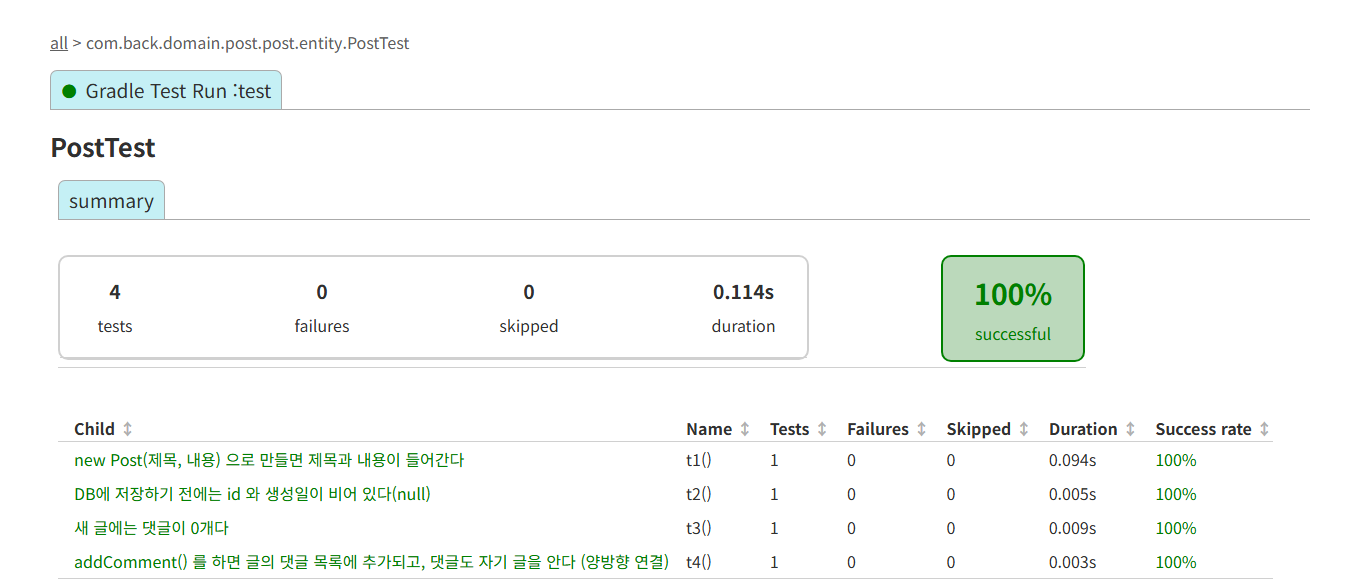 all > com.back.domain.post.post.entity.PostTest
Gradle Test Run :test
PostTest
summary
4 0 0 0.114s 100%
tests failures skipped duration successful
Child Name Tests Failures Skipped Duration Success rate
new Post(제목, 내용) 으로 만들면 제목과 내용이 들어간다 t1() 1 0 0 0.094s 100%
DB에 저장하기 전에는 id 와 생성일이 비어 있다(null) t2() 1 0 0 0.005s 100%
새 글에는 댓글이 0개다 t3() 1 0 0 0.009s 100%
addComment() 를 하면 글의 댓글 목록에 추가되고, 댓글도 자기 글을 안다 (양방향 연결) t4() 1 0 0 0.003s 100%